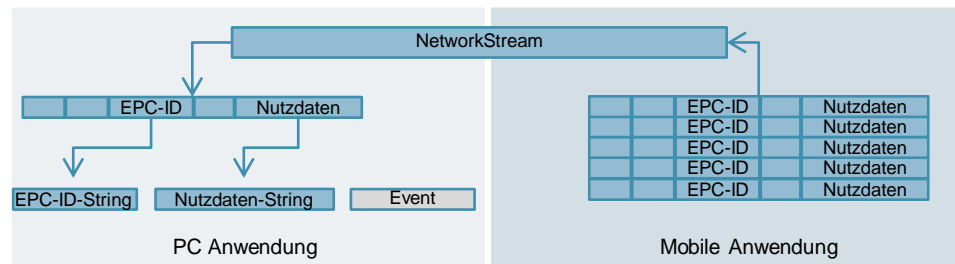 NetworkStream
EPC-ID Nutzdaten
EPC-ID-String Nutzdaten-String Event
PC Anwendung
EPC-ID Nutzdaten
EPC-ID Nutzdaten
EPC-ID Nutzdaten
EPC-ID Nutzdaten
EPC-ID Nutzdaten
Mobile Anwendung